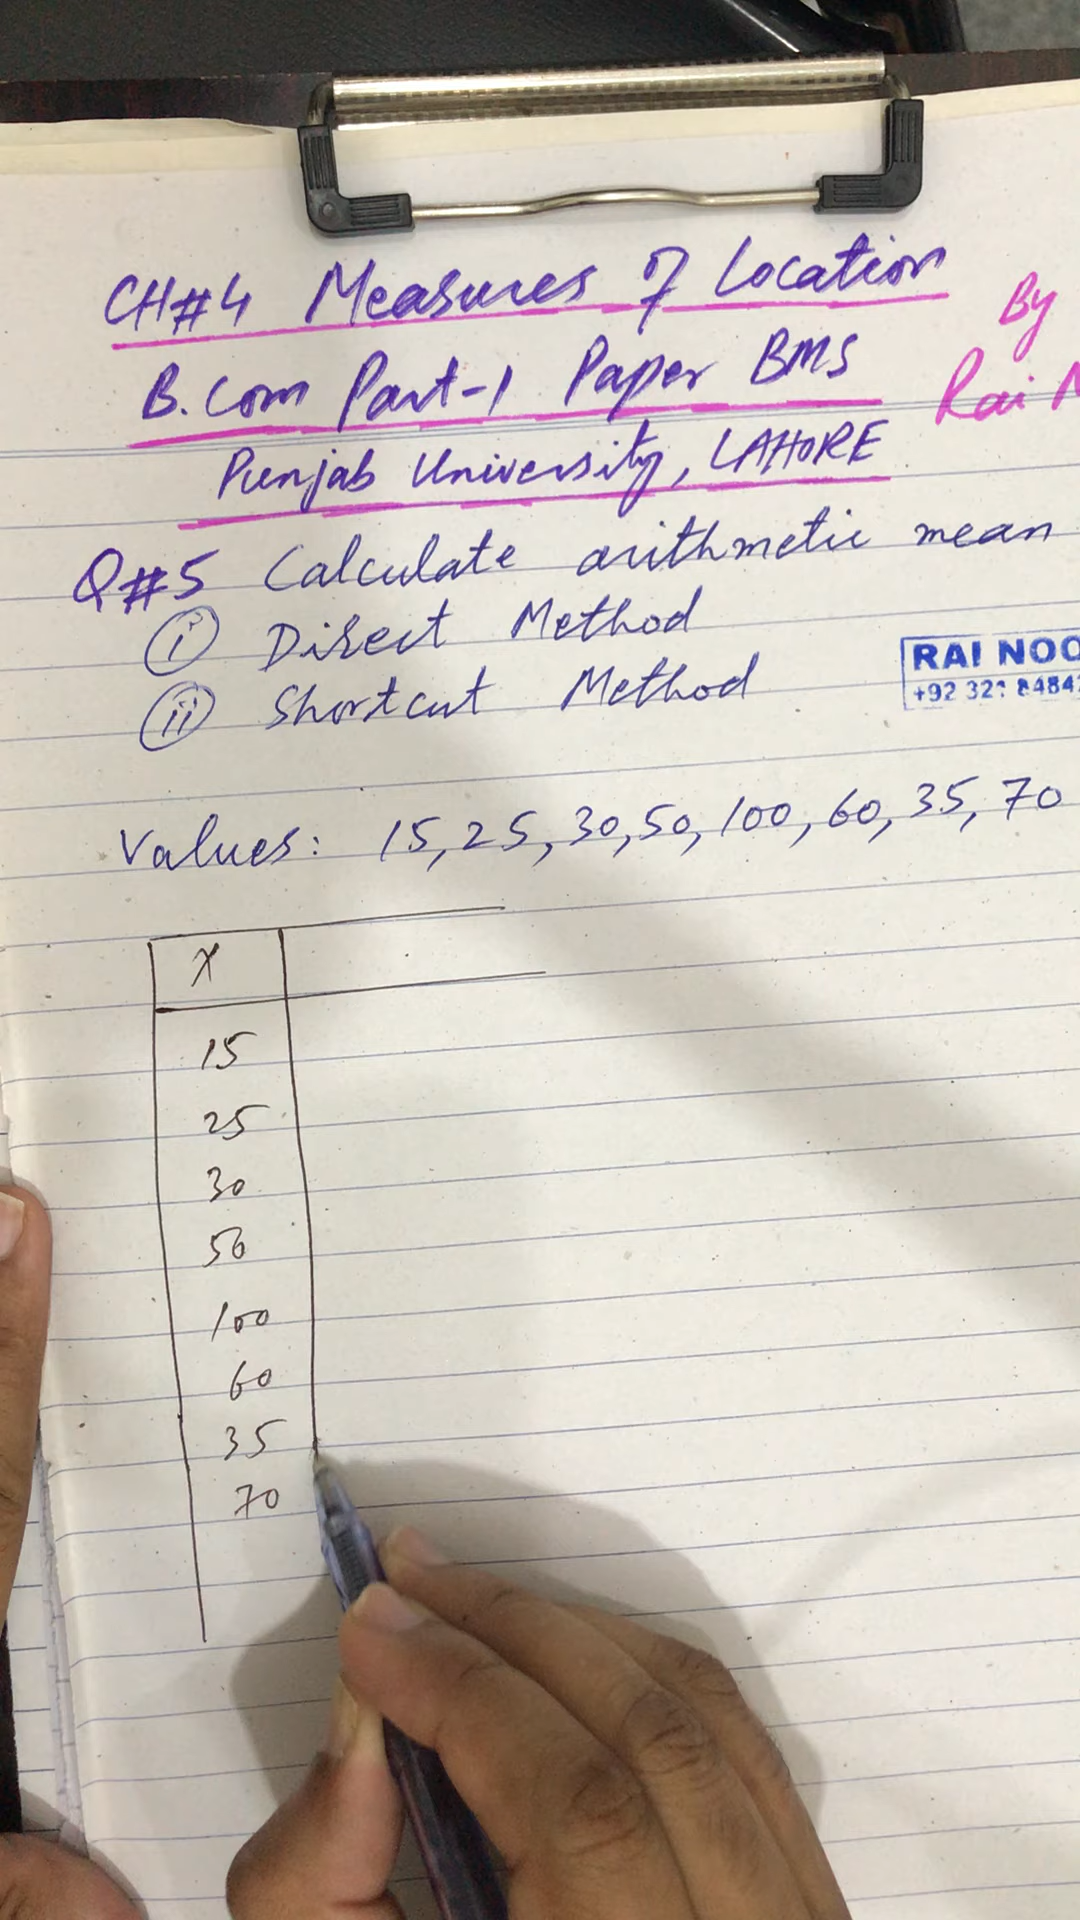 CH#4 Measures of Location
By
B.Com Part-1 Paper BMS
Rai
Punjab University, LAHORE
Q#5 Calculate arithmetic mean
(i) Direct Method
(ii) Shortcut Method
RAI NOO
+92 321 8484
Values: 15, 25, 30, 50, 100, 60, 35, 70
X
15
25
30
50
100
60
35
70